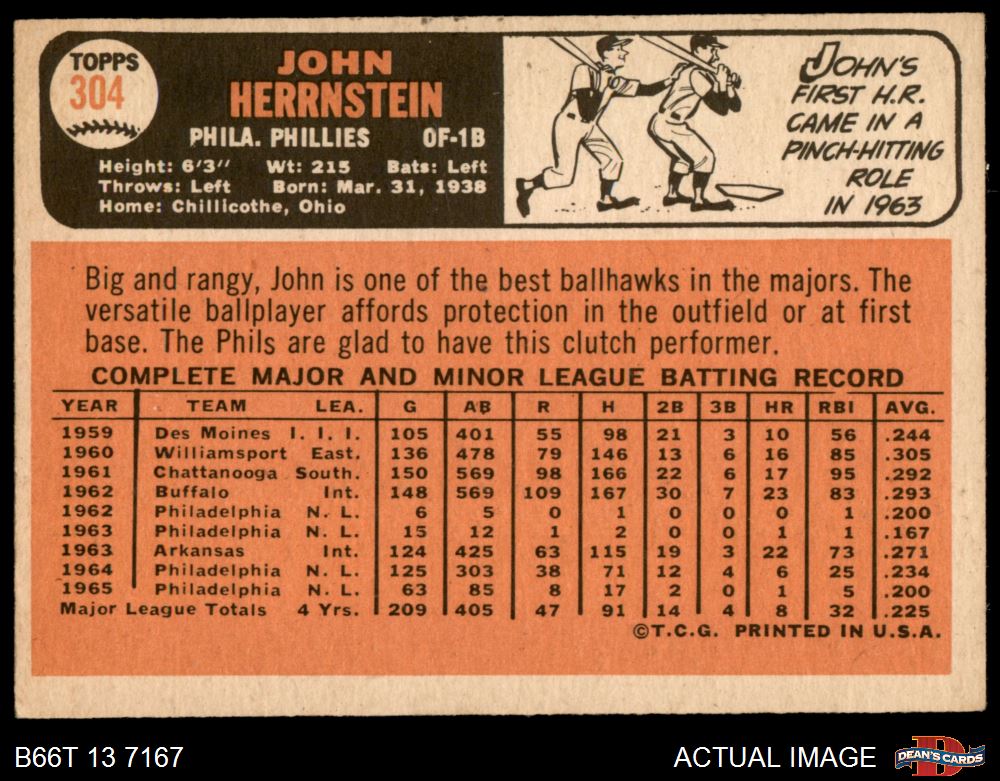 TOPPS
304
JOHN
HERRNSTEIN
PHILA. PHILLIES OF-1B
Height: 6'3" Wt: 215 Bats: Left
Throws: Left Born: Mar. 31, 1938
Home: Chillicothe, Ohio
JOHN'S
FIRST H.R.
CAME IN A
PINCH-HITTING
ROLE
IN 1963
Big and rangy, John is one of the best ballhawks in the majors. The
versatile ballplayer affords protection in the outfield or at first
base. The Phils are glad to have this clutch performer.
COMPLETE MAJOR AND MINOR LEAGUE BATTING RECORD
YEAR TEAM LEA. G AB R H 2B 3B HR RBI AVG.
1959 Des Moines I. I. I. 105 401 55 98 21 3 10 56 .244
1960 Williamsport East. 136 478 79 146 13 6 16 85 .305
1961 Chattanooga South. 150 569 98 166 22 6 17 95 .292
1962 Buffalo Int. 148 569 109 167 30 7 23 83 .293
1962 Philadelphia N. L. 6 5 0 1 0 0 0 1 .200
1963 Philadelphia N. L. 15 12 1 2 0 0 1 1 .167
1963 Arkansas Int. 124 425 63 115 19 3 22 73 .271
1964 Philadelphia N. L. 125 303 38 71 12 4 6 25 .234
1965 Philadelphia N. L. 63 85 8 17 2 0 1 5 .200
Major League Totals 4 Yrs. 209 405 47 91 14 4 8 32 .225
©T.C.G. PRINTED IN U.S.A.
B66T 13 7167 ACTUAL IMAGE
D
DEAN'S CARDS